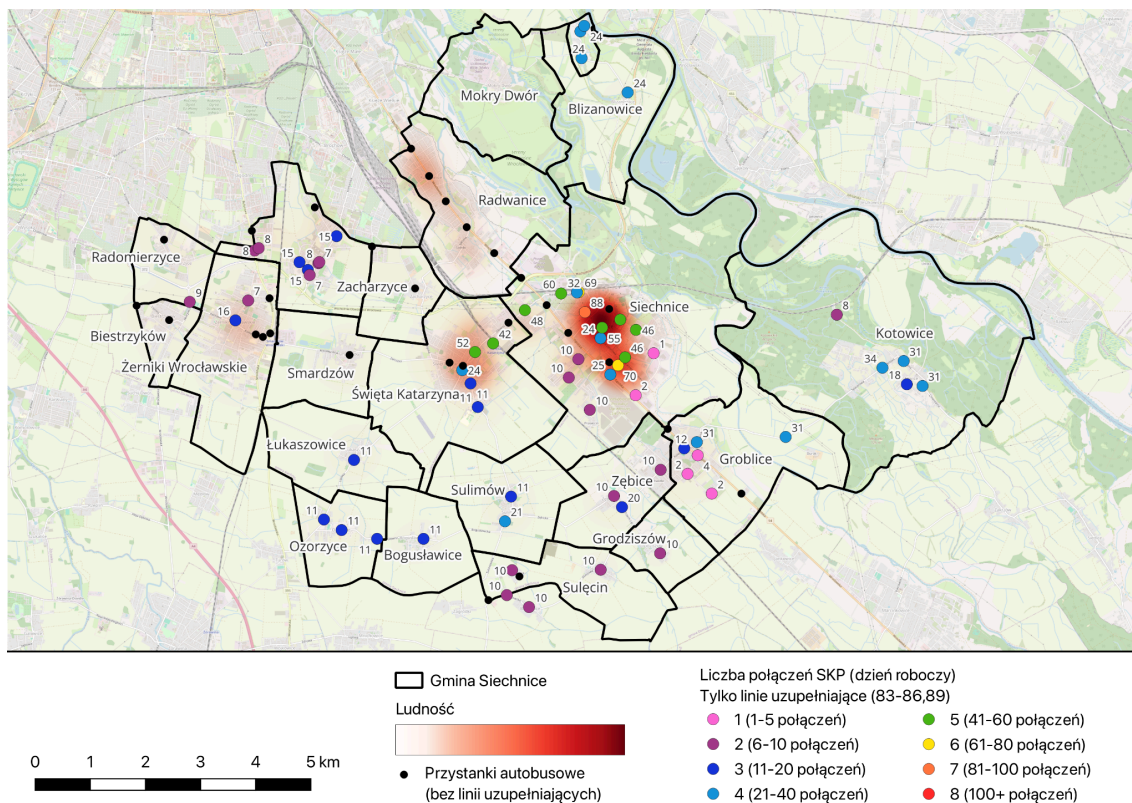 24
24
Mokry Dwór
24
Blizanowice
Radwanice
15
8
8
15
8
7
Radomierzyce
15
7
Zacharzyce
60
32
69
9
7
88
Siechnice
8
16
48
Kotowice
Biestrzyków
42
24
46
52
55
1
Żerniki Wrocławskie
46
31
Smardzów
10
25
34
24
10
70
18
31
Święta Katarzyna
11
11
2
10
Łukaszowice
12
31
31
11
Groblice
4
2
10
Zębice
Sulimów
11
10
2
20
11
21
11
Grodziszów
Ozorzyce
11
11
Bogusławice
10
10
10
Sulęcin
10
10
Gmina Siechnice
Ludność
Przystanki autobusowe
(bez linii uzupełniających)
0 1 2 3 4 5 km
Liczba połączeń SKP (dzień roboczy)
Tylko linie uzupełniające (83-86,89)
1 (1-5 połączeń)
2 (6-10 połączeń)
3 (11-20 połączeń)
4 (21-40 połączeń)
5 (41-60 połączeń)
6 (61-80 połączeń)
7 (81-100 połączeń)
8 (100+ połączeń)